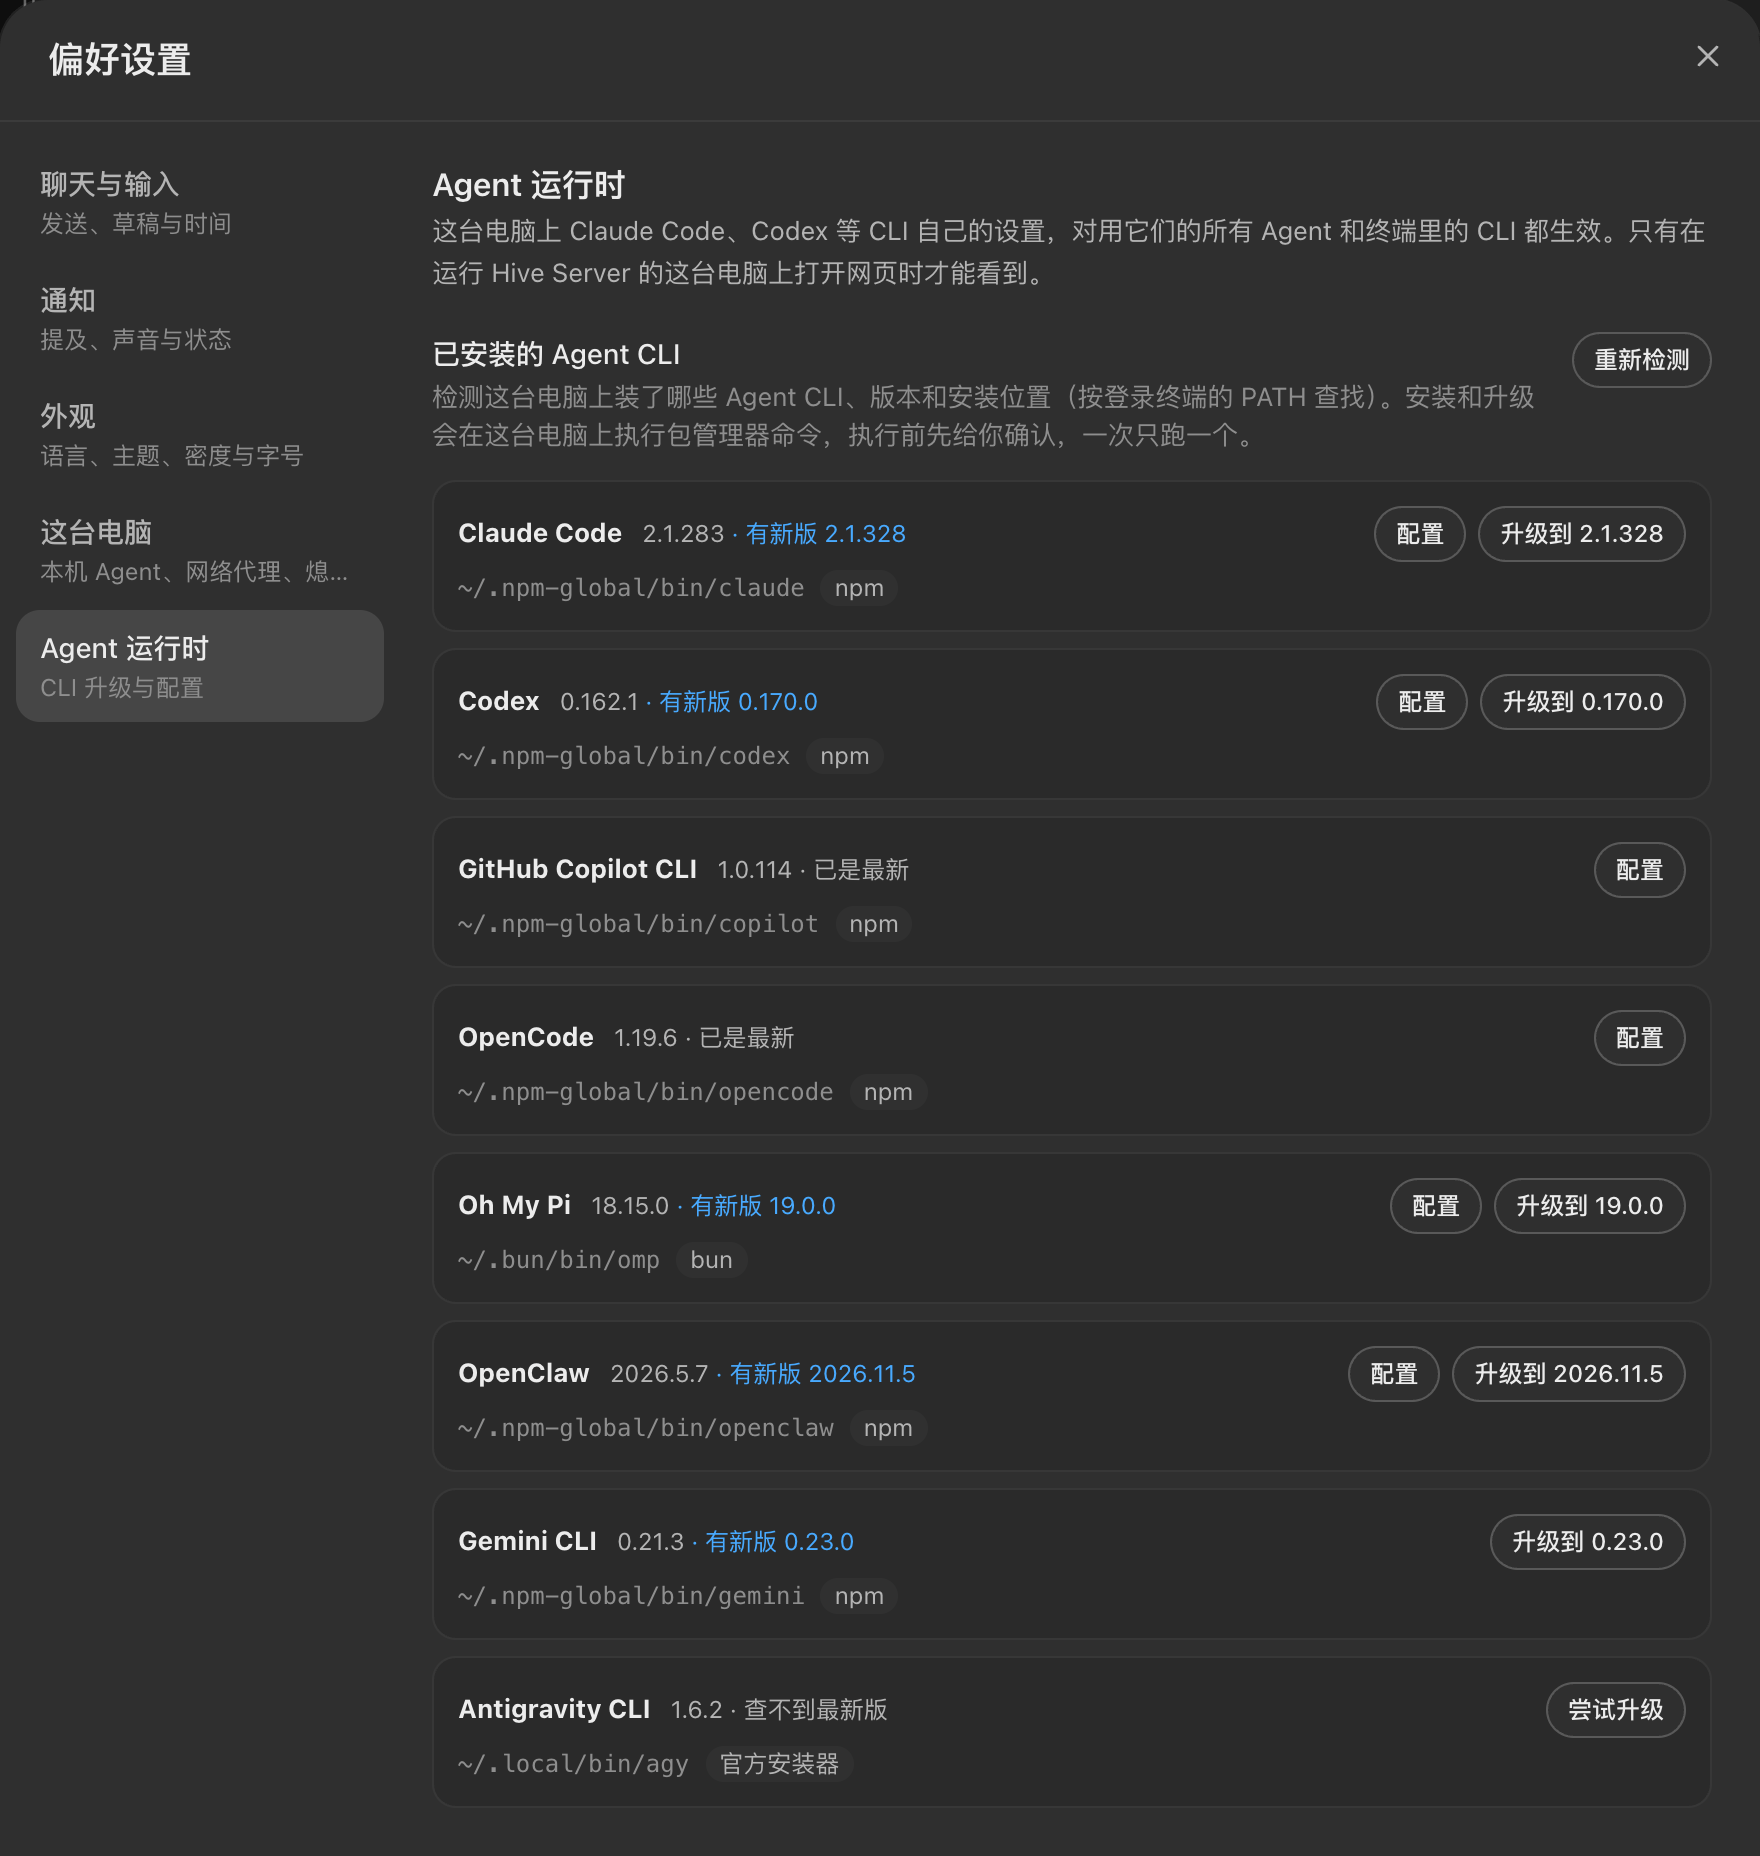 偏好设置
聊天与输入
发送、草稿与时间
通知
提及、声音与状态
外观
语言、主题、密度与字号
这台电脑
本机 Agent、网络代理、熄...
Agent 运行时
CLI 升级与配置
Agent 运行时
这台电脑上 Claude Code、Codex 等 CLI 自己的设置，对用它们的所有 Agent 和终端里的 CLI 都生效。只有在
运行 Hive Server 的这台电脑上打开网页时才能看到。
已安装的 Agent CLI
重新检测
检测这台电脑上装了哪些 Agent CLI、版本和安装位置（按登录终端的 PATH 查找）。安装和升级
会在这台电脑上执行包管理器命令，执行前先给你确认，一次只跑一个。
Claude Code 2.1.283 · 有新版 2.1.328 配置 升级到 2.1.328
~/.npm-global/bin/claude npm
Codex 0.162.1 · 有新版 0.170.0 配置 升级到 0.170.0
~/.npm-global/bin/codex npm
GitHub Copilot CLI 1.0.114 · 已是最新 配置
~/.npm-global/bin/copilot npm
OpenCode 1.19.6 · 已是最新 配置
~/.npm-global/bin/opencode npm
Oh My Pi 18.15.0 · 有新版 19.0.0 配置 升级到 19.0.0
~/.bun/bin/omp bun
OpenClaw 2026.5.7 · 有新版 2026.11.5 配置 升级到 2026.11.5
~/.npm-global/bin/openclaw npm
Gemini CLI 0.21.3 · 有新版 0.23.0 升级到 0.23.0
~/.npm-global/bin/gemini npm
Antigravity CLI 1.6.2 · 查不到最新版 尝试升级
~/.local/bin/agy 官方安装器